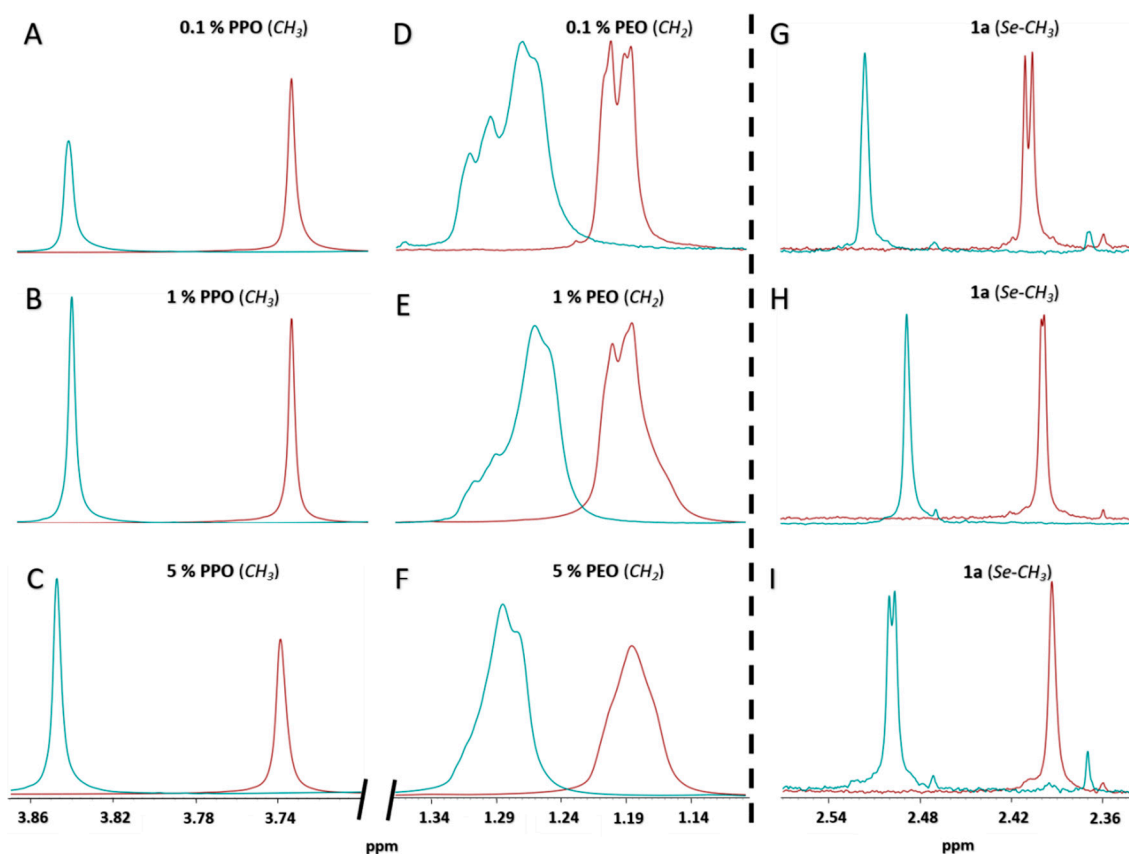 A
0.1 % PPO (CH3)
D
0.1 % PEO (CH2)
G
1a (Se-CH3)
B
1 % PPO (CH3)
E
1 % PEO (CH2)
H
1a (Se-CH3)
C
5 % PPO (CH3)
F
5 % PEO (CH2)
I
1a (Se-CH3)
3.86 3.82 3.78 3.74
1.34 1.29 1.24 1.19 1.14
2.54 2.48 2.42 2.36
ppm
ppm